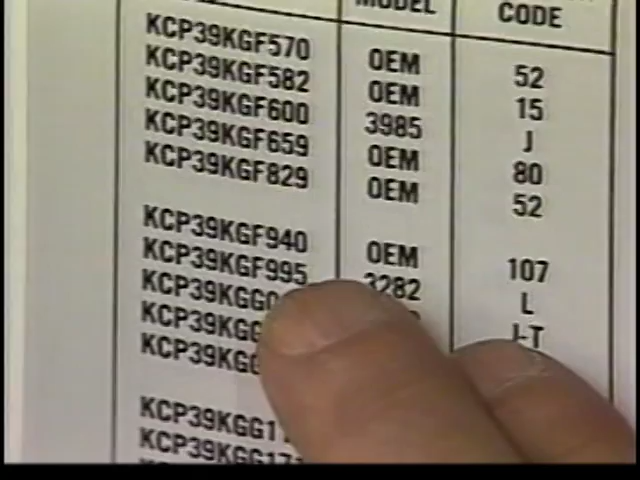 MODEL CODE
KCP39KGF570 OEM 52
KCP39KGF582 OEM 15
KCP39KGF600 3985 J
KCP39KGF659 OEM 80
KCP39KGF829 OEM 52
KCP39KGF940 OEM 107
KCP39KGF995 3282 L